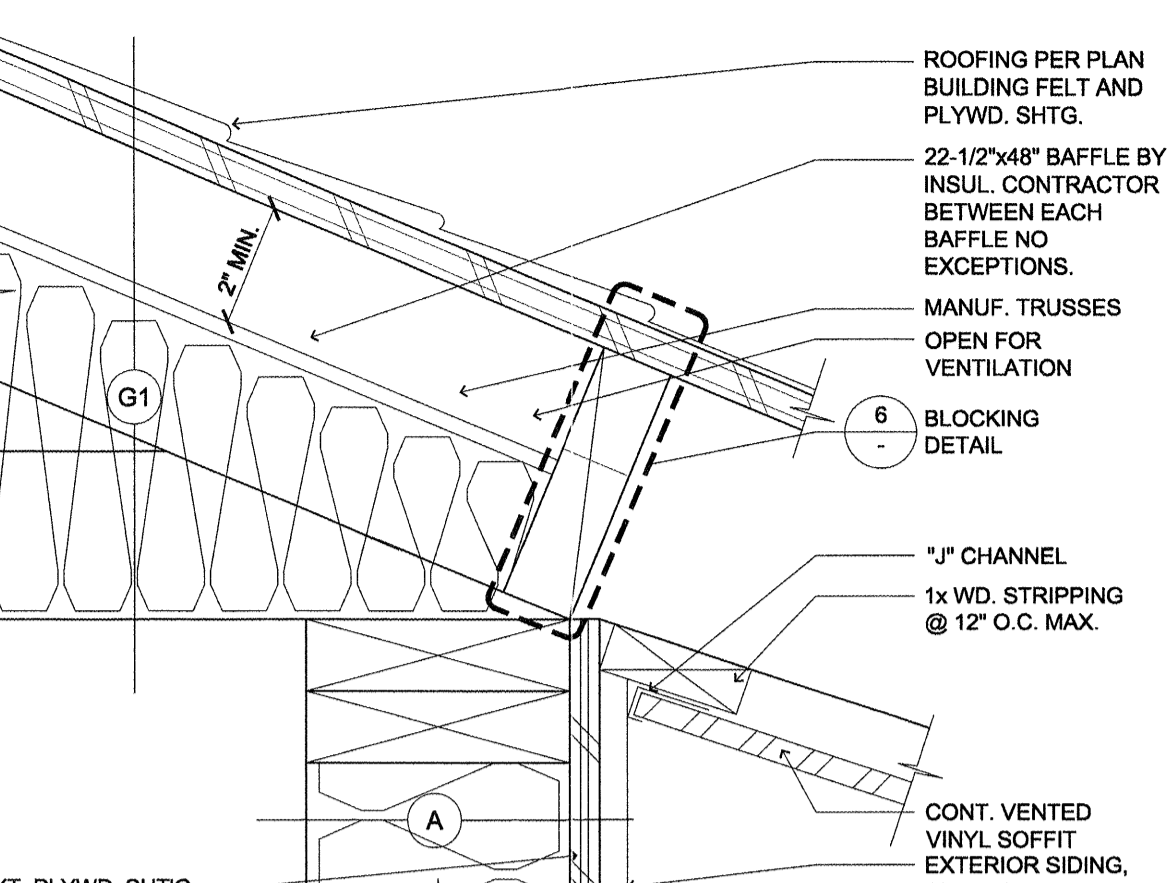 ROOFING PER PLAN
BUILDING FELT AND
PLYWD. SHTG.
22-1/2"x48" BAFFLE BY
INSUL. CONTRACTOR
BETWEEN EACH
BAFFLE NO
EXCEPTIONS.
2" MIN.
MANUF. TRUSSES
OPEN FOR
VENTILATION
G1
6
-
BLOCKING
DETAIL
"J" CHANNEL
1x WD. STRIPPING
@ 12" O.C. MAX.
A
CONT. VENTED
VINYL SOFFIT
EXTERIOR SIDING,